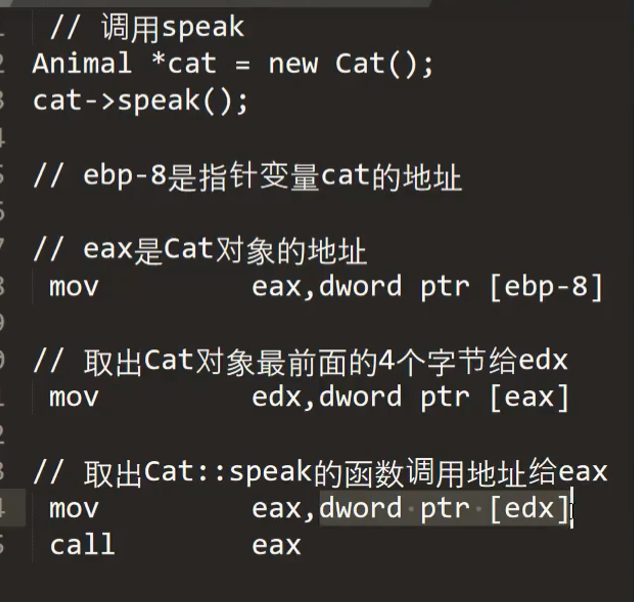 // 调用speak
Animal *cat = new Cat();
cat->speak();
// ebp-8是指针变量cat的地址
// eax是Cat对象的地址
mov eax,dword ptr [ebp-8]
// 取出Cat对象最前面的4个字节给edx
mov edx,dword ptr [eax]
// 取出Cat::speak的函数调用地址给eax
mov eax,dword ptr [edx]
call eax